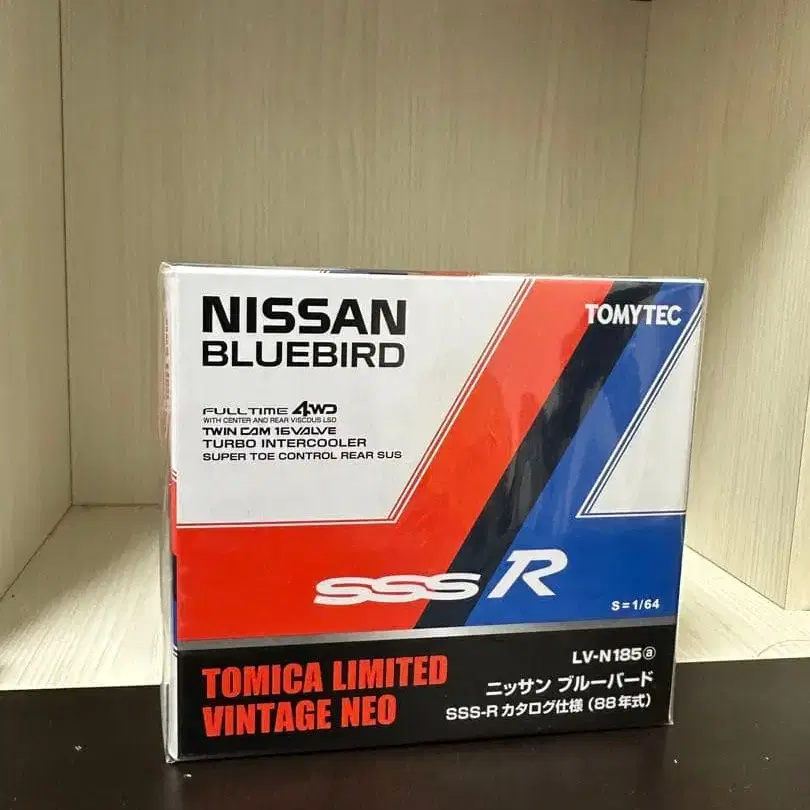 NISSAN
BLUEBIRD
TOMYTEC
FULLTIME 4WD
WITH CENTER AND REAR VISCOUS LSD
TWIN CAM 16VALVE
TURBO INTERCOOLER
SUPER TOE CONTROL REAR SUS
SSS R
S=1/64
TOMICA LIMITED
VINTAGE NEO
LV-N185ⓐ
ニッサン ブルーバード
SSS-R カタログ仕様 (88年式)